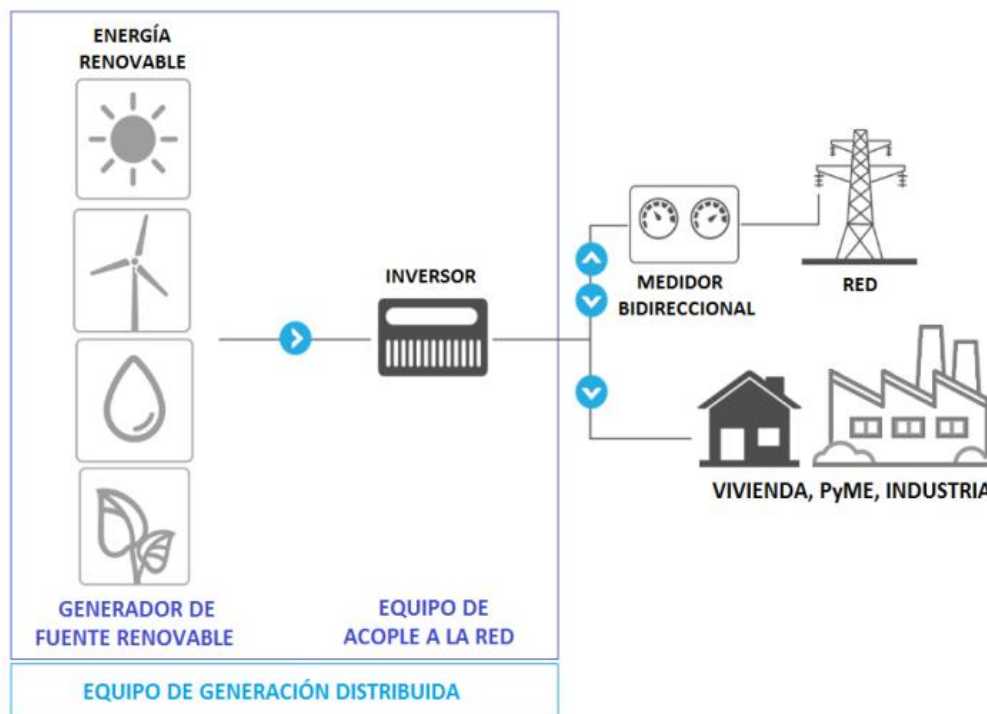 ENERGÍA
RENOVABLE
INVERSOR
MEDIDOR
BIDIRECCIONAL
RED
VIVIENDA, PyME, INDUSTRIA
GENERADOR DE
FUENTE RENOVABLE
EQUIPO DE
ACOPLE A LA RED
EQUIPO DE GENERACIÓN DISTRIBUIDA